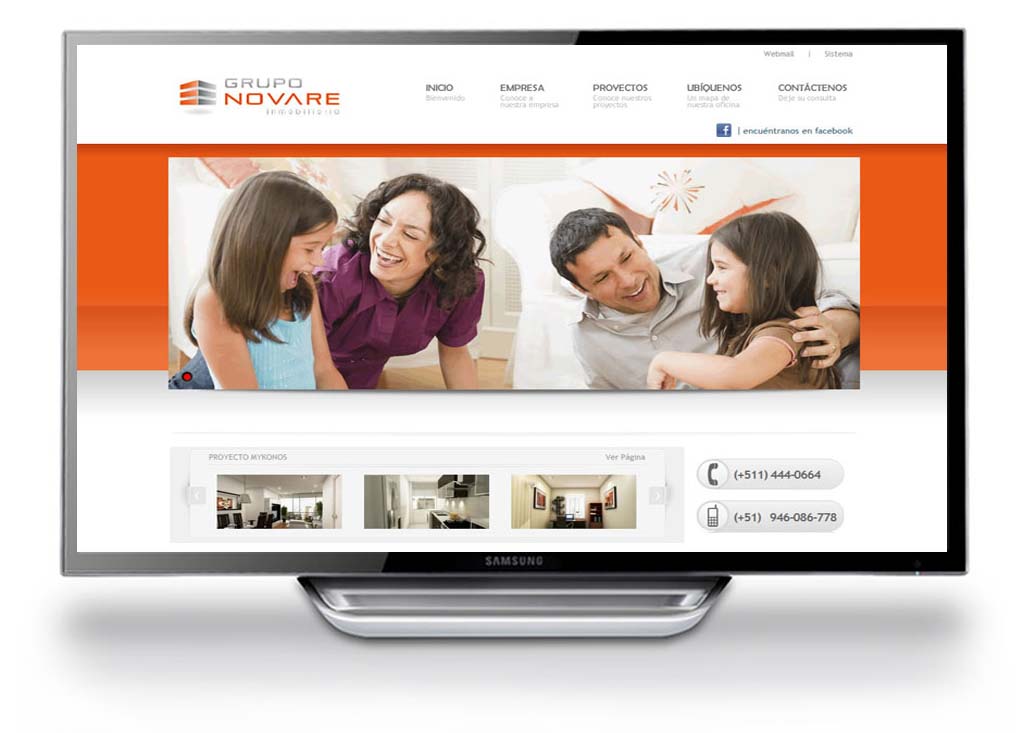 Webmail | Sistema
GRUPO
NOVARE
inmobiliario
INICIO
Bienvenido
EMPRESA
Conoce a
nuestra empresa
PROYECTOS
Conoce nuestros
proyectos
UBÍQUENOS
Un mapa de
nuestra oficina
CONTÁCTENOS
Deje su consulta
f | encuéntranos en facebook
PROYECTO MYKONOS
Ver Página
(+511) 444-0664
(+51) 946-086-778
SAMSUNG